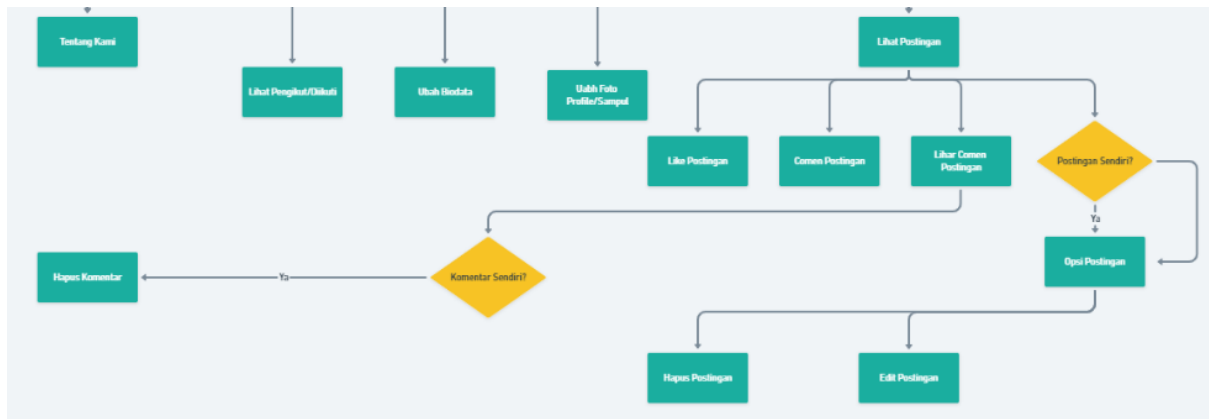 Tentang Kami
Lihat Postingan
Lihat Pengikut/Diikuti
Ubah Biodata
Uabh Foto
Profile/Sampul
Like Postingan
Comen Postingan
Lihar Comen
Postingan
Postingan Sendiri?
Ya
Hapus Komentar
Ya
Komentar Sendiri?
Opsi Postingan
Hapus Postingan
Edit Postingan